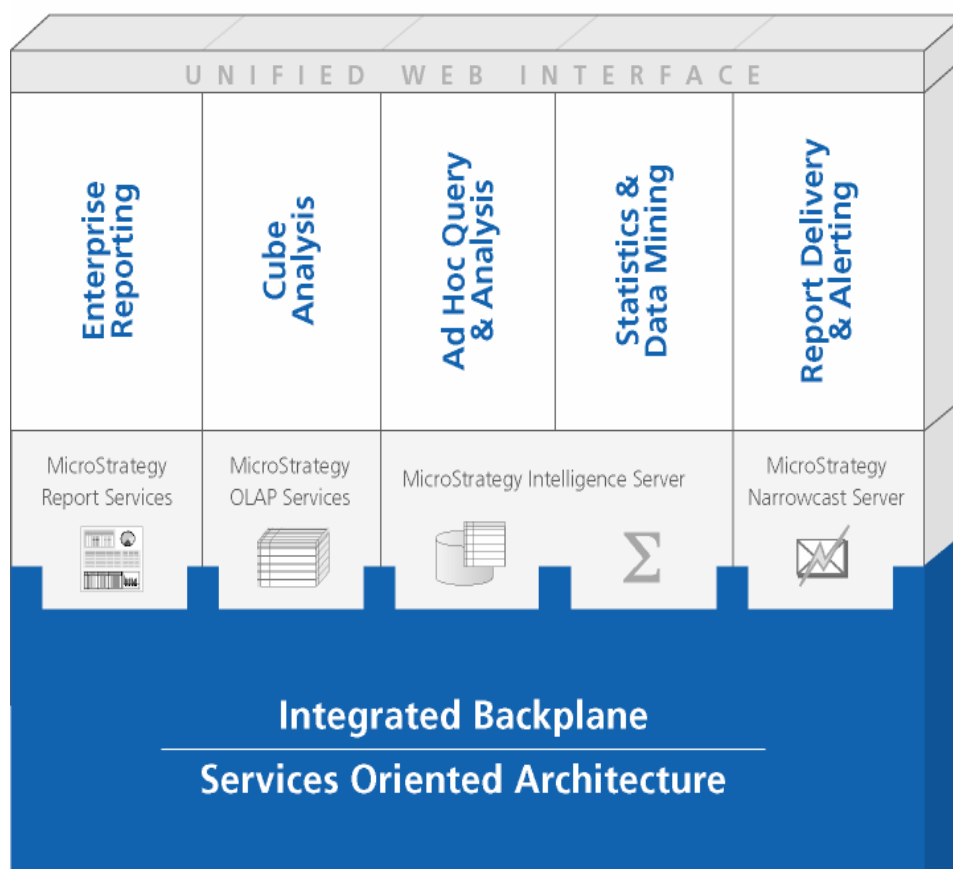 UNIFIED WEB INTERFACE
Enterprise
Reporting
Cube
Analysis
Ad Hoc Query
& Analysis
Statistics &
Data Mining
Report Delivery
& Alerting
MicroStrategy
Report Services
MicroStrategy
OLAP Services
MicroStrategy Intelligence Server
MicroStrategy
Narrowcast Server
Σ
Integrated Backplane
Services Oriented Architecture